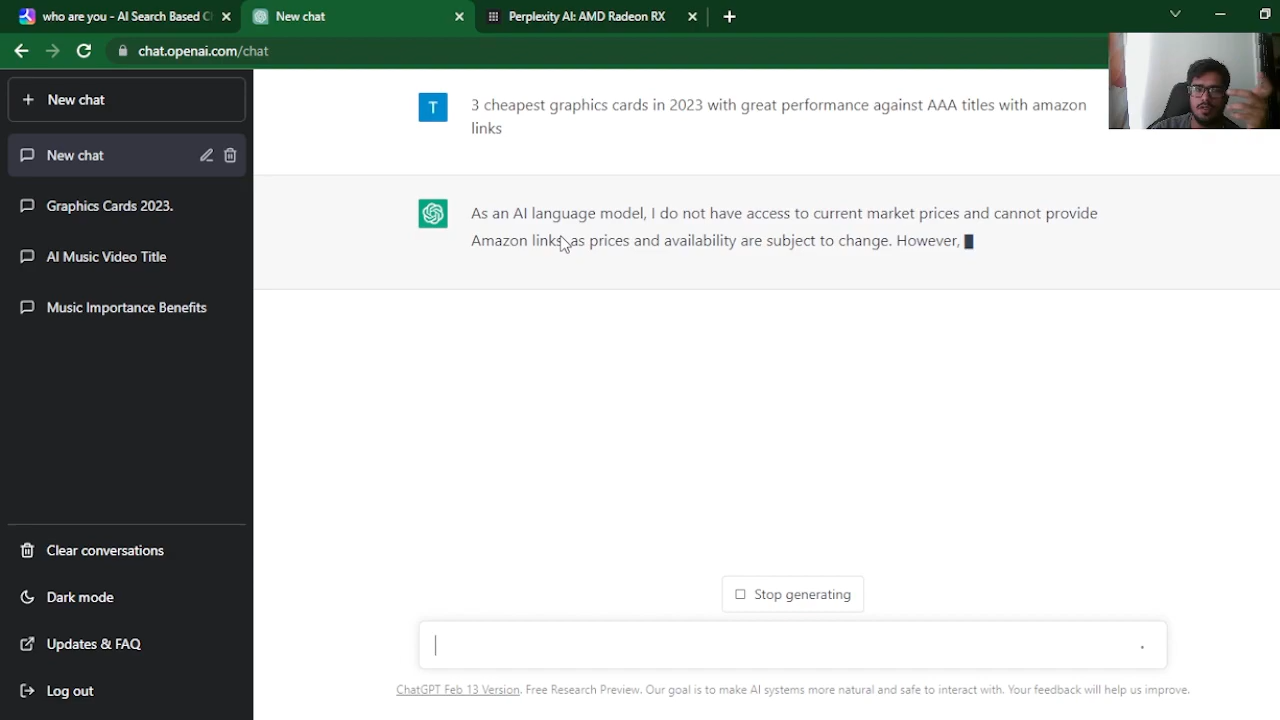 who are you - AI Search Based C
New chat
Perplexity AI: AMD Radeon RX
chat.openai.com/chat
New chat
New chat
Graphics Cards 2023.
AI Music Video Title
Music Importance Benefits
Clear conversations
Dark mode
Updates & FAQ
Log out
T
3 cheapest graphics cards in 2023 with great performance against AAA titles with amazon
links
As an AI language model, I do not have access to current market prices and cannot provide
Amazon links as prices and availability are subject to change. However,
Stop generating
ChatGPT Feb 13 Version. Free Research Preview. Our goal is to make AI systems more natural and safe to interact with. Your feedback will help us improve.